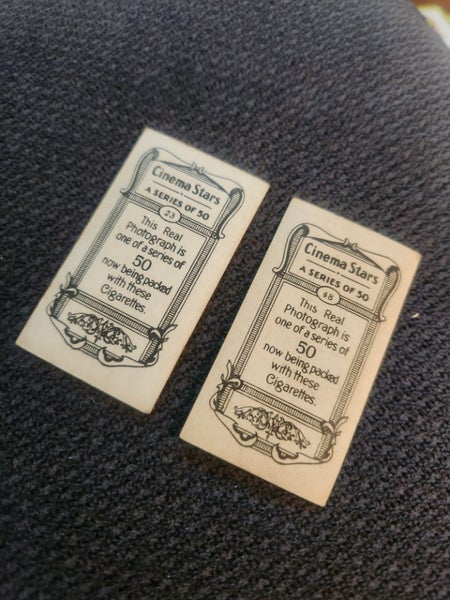 Cinema Stars
A SERIES OF 50
23
This Real
Photograph is
one of a series of
50
now being packed
with these
Cigarettes.
Cinema Stars
A SERIES OF 50
48
This Real
Photograph is
one of a series of
50
now being packed
with these
Cigarettes.